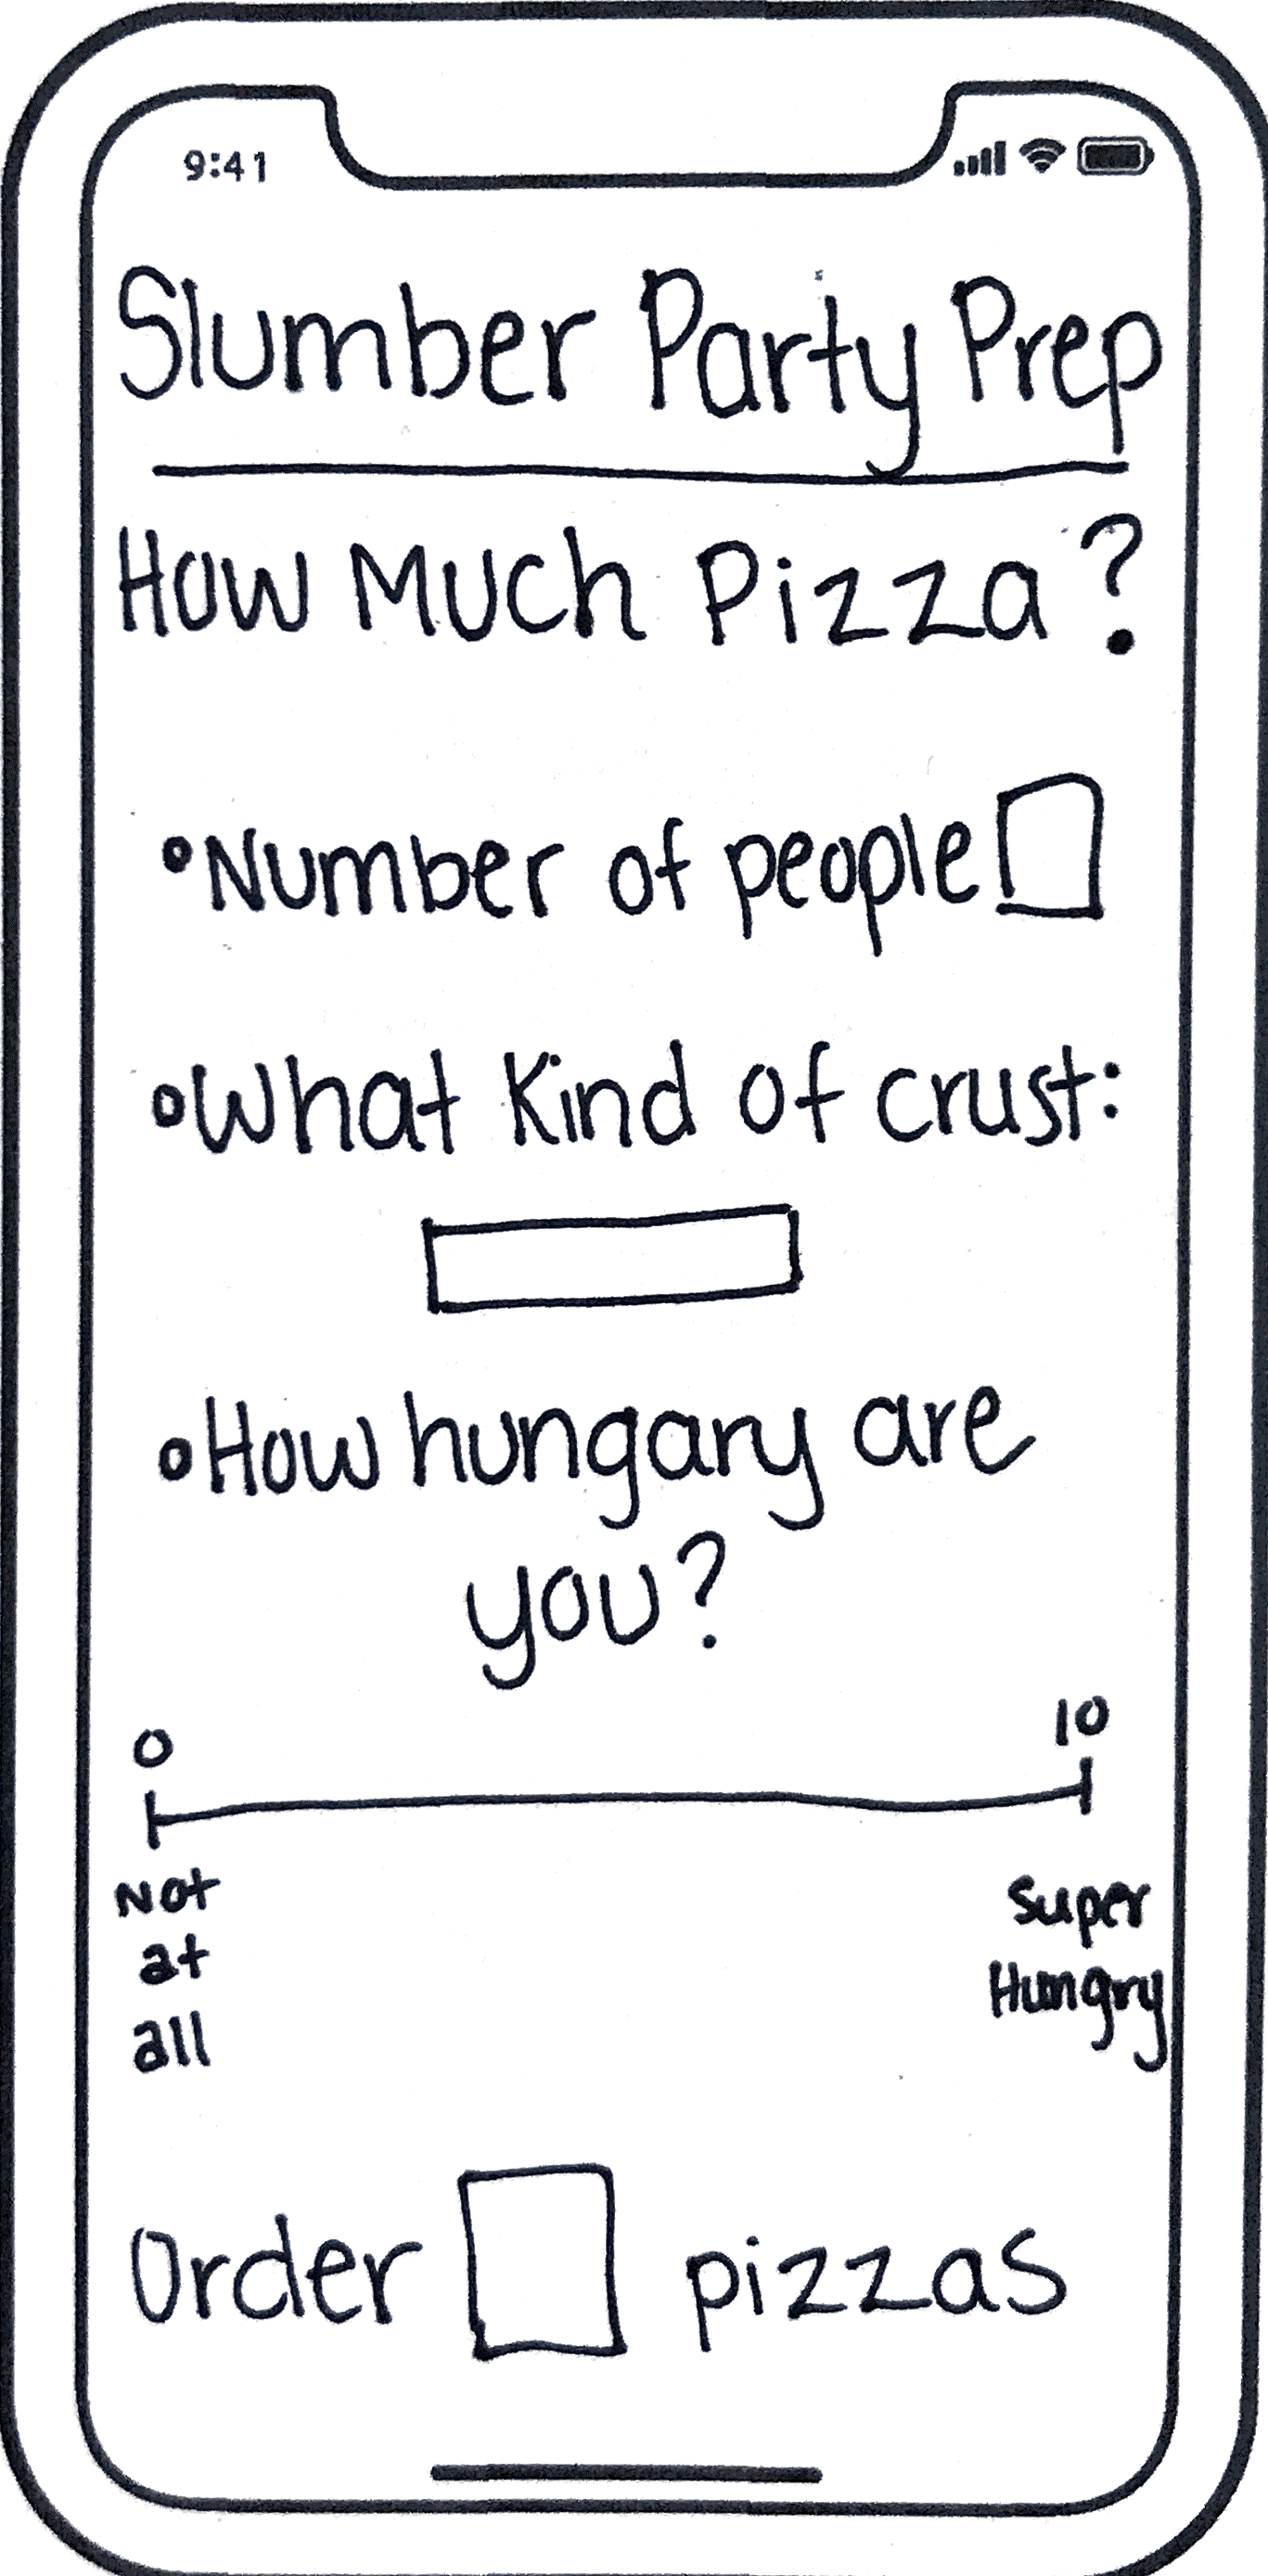 9:41
Slumber Party Prep
How Much Pizza?
Number of people
What Kind of crust:
How hungary are
you?
0 10
Not
at
all
Super
Hungry
Order pizzas